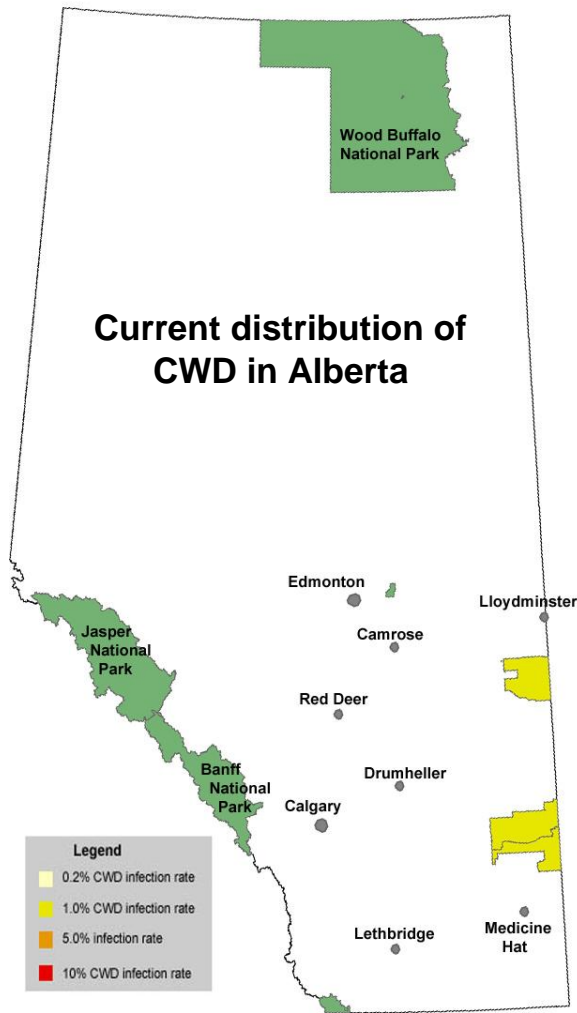 Wood Buffalo
National Park
Current distribution of
CWD in Alberta
Edmonton
Lloydminster
Camrose
Jasper
National
Park
Red Deer
Banff
National
Park
Drumheller
Calgary
Legend
0.2% CWD infection rate
1.0% CWD infection rate
5.0% infection rate
10% CWD infection rate
Lethbridge
Medicine
Hat